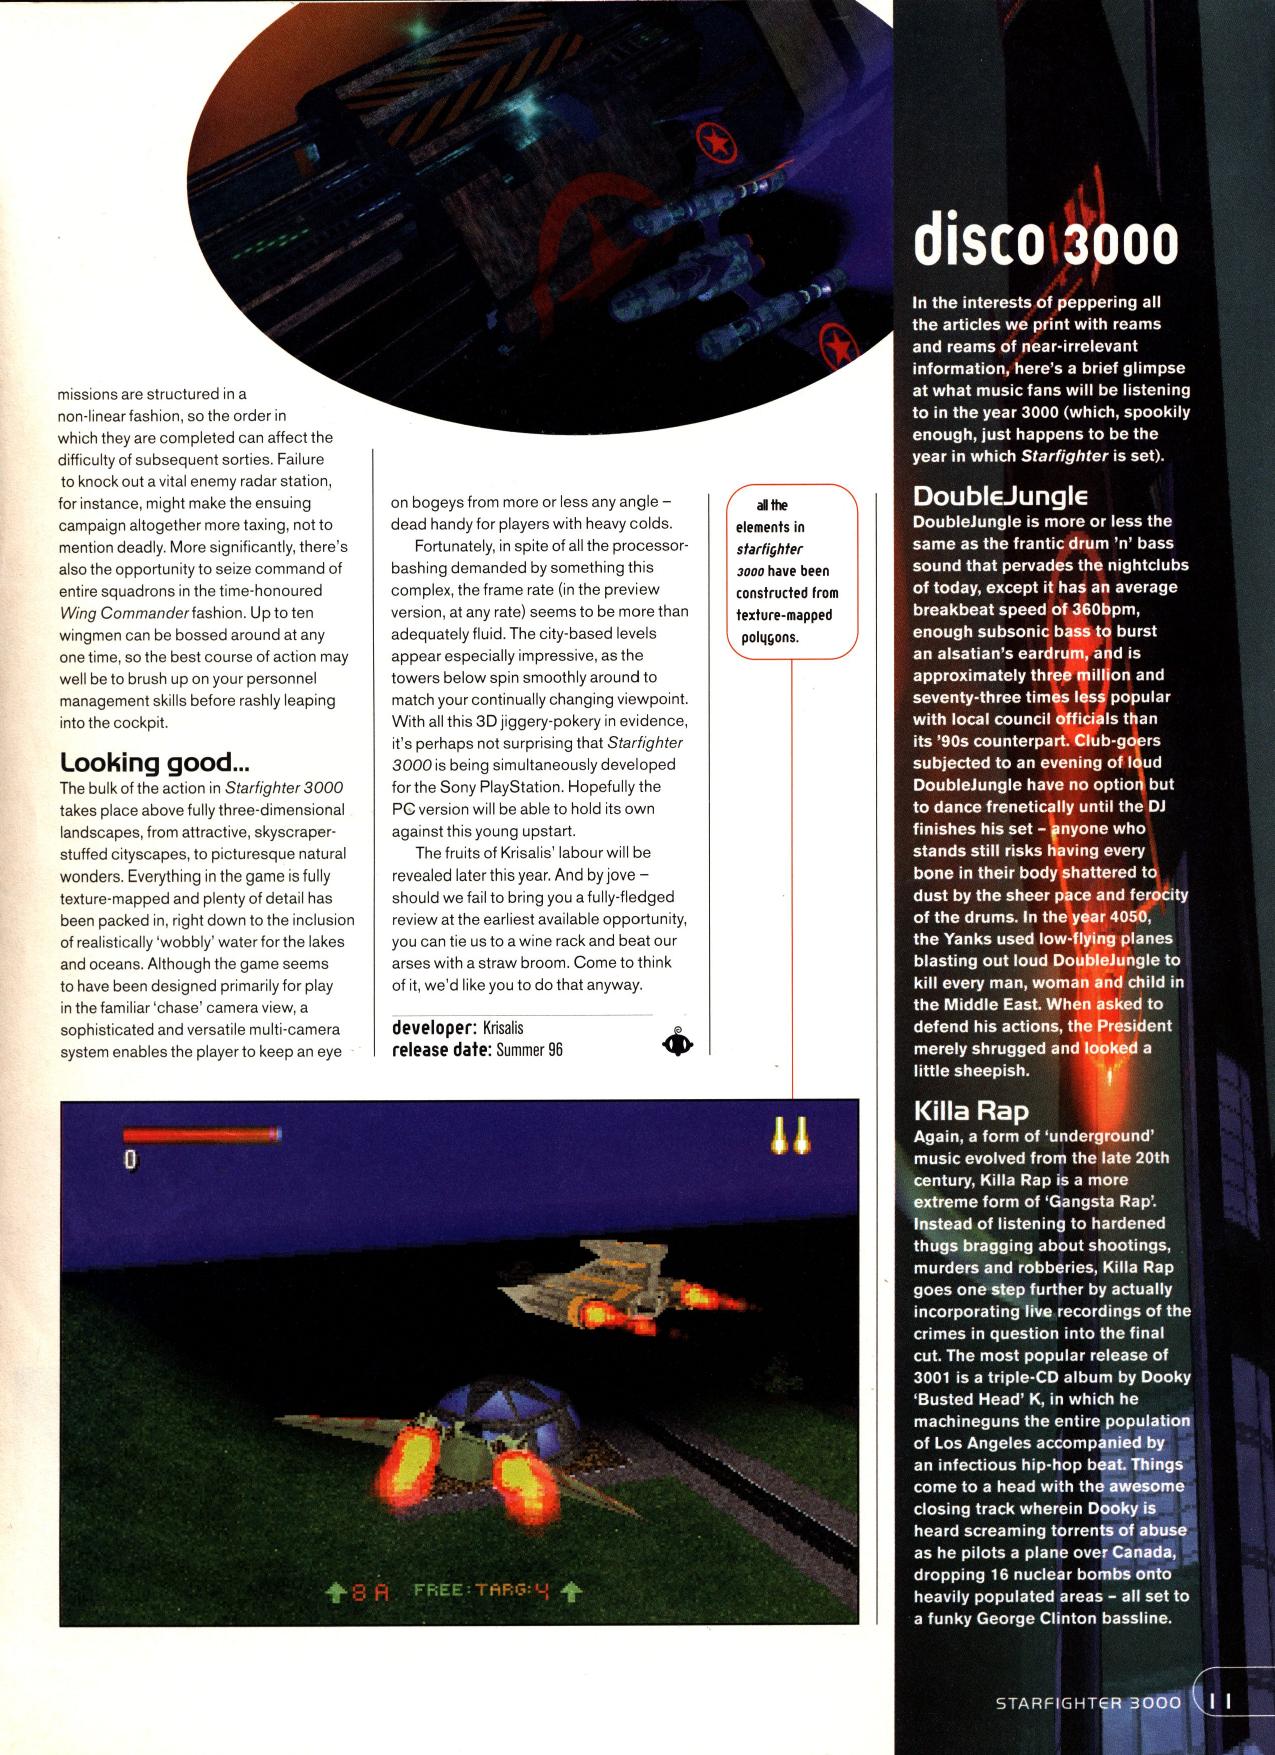 missions are structured in a
non-linear fashion, so the order in
which they are completed can affect the
difficulty of subsequent sorties. Failure
to knock out a vital enemy radar station,
for instance, might make the ensuing
campaign altogether more taxing, not to
mention deadly. More significantly, there's
also the opportunity to seize command of
entire squadrons in the time-honoured
Wing Commander fashion. Up to ten
wingmen can be bossed around at any
one time, so the best course of action may
well be to brush up on your personnel
management skills before rashly leaping
into the cockpit.
Looking good...
The bulk of the action in Starfighter 3000
takes place above fully three-dimensional
landscapes, from attractive, skyscraper-
stuffed cityscapes, to picturesque natural
wonders. Everything in the game is fully
texture-mapped and plenty of detail has
been packed in, right down to the inclusion
of realistically 'wobbly' water for the lakes
and oceans. Although the game seems
to have been designed primarily for play
in the familiar 'chase' camera view, a
sophisticated and versatile multi-camera
system enables the player to keep an eye
on bogeys from more or less any angle –
dead handy for players with heavy colds.
Fortunately, in spite of all the processor-
bashing demanded by something this
complex, the frame rate (in the preview
version, at any rate) seems to be more than
adequately fluid. The city-based levels
appear especially impressive, as the
towers below spin smoothly around to
match your continually changing viewpoint.
With all this 3D jiggery-pokery in evidence,
it's perhaps not surprising that Starfighter
3000 is being simultaneously developed
for the Sony PlayStation. Hopefully the
PC version will be able to hold its own
against this young upstart.
The fruits of Krisalis' labour will be
revealed later this year. And by jove –
should we fail to bring you a fully-fledged
review at the earliest available opportunity,
you can tie us to a wine rack and beat our
arses with a straw broom. Come to think
of it, we'd like you to do that anyway.
developer: Krisalis
release date: Summer 96
all the
elements in
starfighter
3000 have been
constructed from
texture-mapped
polygons.
0
8 A FREE:TARG:4
disco 3000
In the interests of peppering all
the articles we print with reams
and reams of near-irrelevant
information, here's a brief glimpse
at what music fans will be listening
to in the year 3000 (which, spookily
enough, just happens to be the
year in which Starfighter is set).
DoubleJungle
DoubleJungle is more or less the
same as the frantic drum 'n' bass
sound that pervades the nightclubs
of today, except it has an average
breakbeat speed of 360bpm,
enough subsonic bass to burst
an alsatian's eardrum, and is
approximately three million and
seventy-three times less popular
with local council officials than
its '90s counterpart. Club-goers
subjected to an evening of loud
DoubleJungle have no option but
to dance frenetically until the DJ
finishes his set – anyone who
stands still risks having every
bone in their body shattered to
dust by the sheer pace and ferocity
of the drums. In the year 4050,
the Yanks used low-flying planes
blasting out loud DoubleJungle to
kill every man, woman and child in
the Middle East. When asked to
defend his actions, the President
merely shrugged and looked a
little sheepish.
Killa Rap
Again, a form of 'underground'
music evolved from the late 20th
century, Killa Rap is a more
extreme form of 'Gangsta Rap'.
Instead of listening to hardened
thugs bragging about shootings,
murders and robberies, Killa Rap
goes one step further by actually
incorporating live recordings of the
crimes in question into the final
cut. The most popular release of
3001 is a triple-CD album by Dooky
'Busted Head' K, in which he
machineguns the entire population
of Los Angeles accompanied by
an infectious hip-hop beat. Things
come to a head with the awesome
closing track wherein Dooky is
heard screaming torrents of abuse
as he pilots a plane over Canada,
dropping 16 nuclear bombs onto
heavily populated areas – all set to
a funky George Clinton bassline.
STARFIGHTER 3000 11